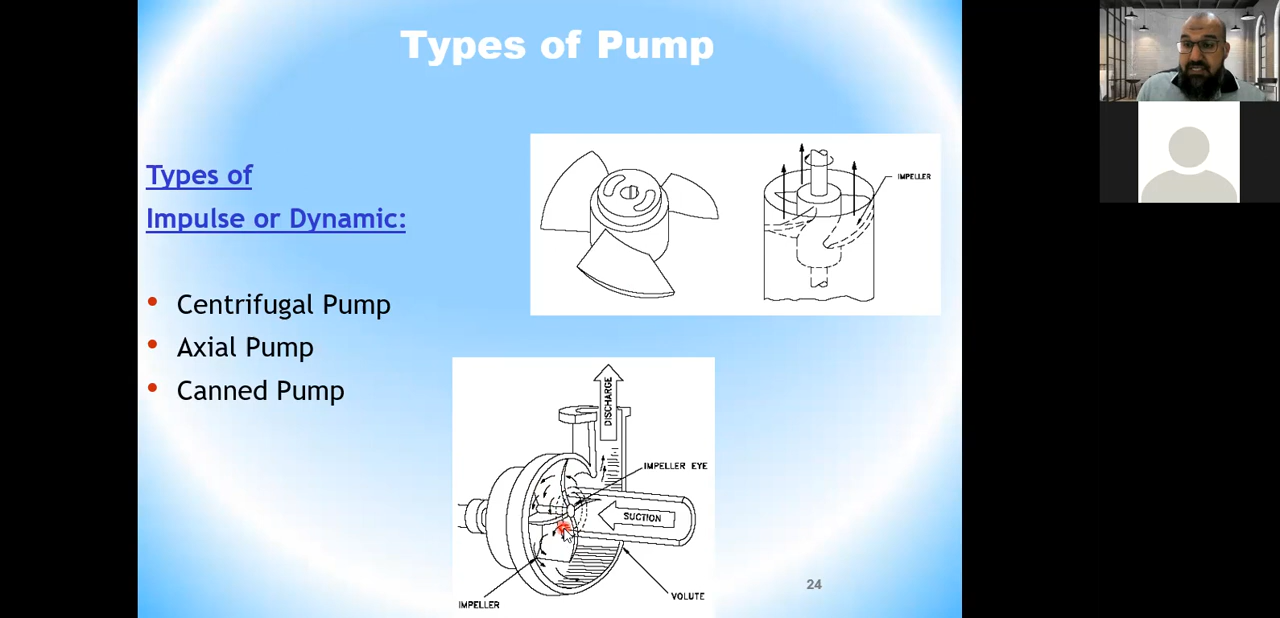 Types of Pump
Types of
Impulse or Dynamic:
• Centrifugal Pump
• Axial Pump
• Canned Pump
IMPELLER
DISCHARGE
IMPELLER EYE
SUCTION
VOLUTE
IMPELLER
24